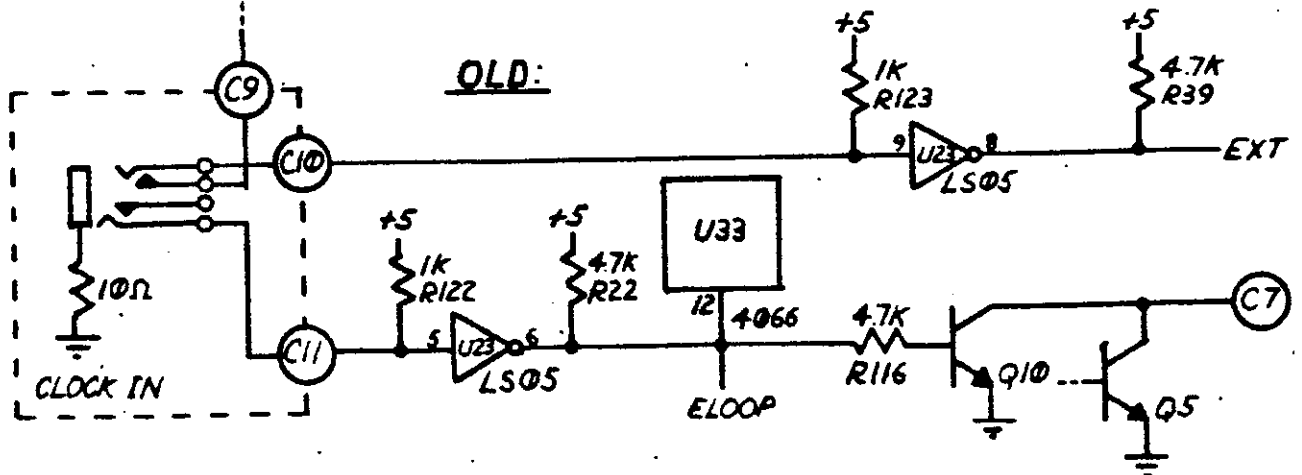 OLD:
+5
+5
C9
1K
R123
4.7K
R39
C10
9
U23
8
EXT
LS05
+5
+5
U33
1K
R122
4.7K
R22
10Ω
12
4066
4.7K
C7
C11
5
U23
6
R116
Q10
LS05
CLOCK IN
ELOOP
Q5